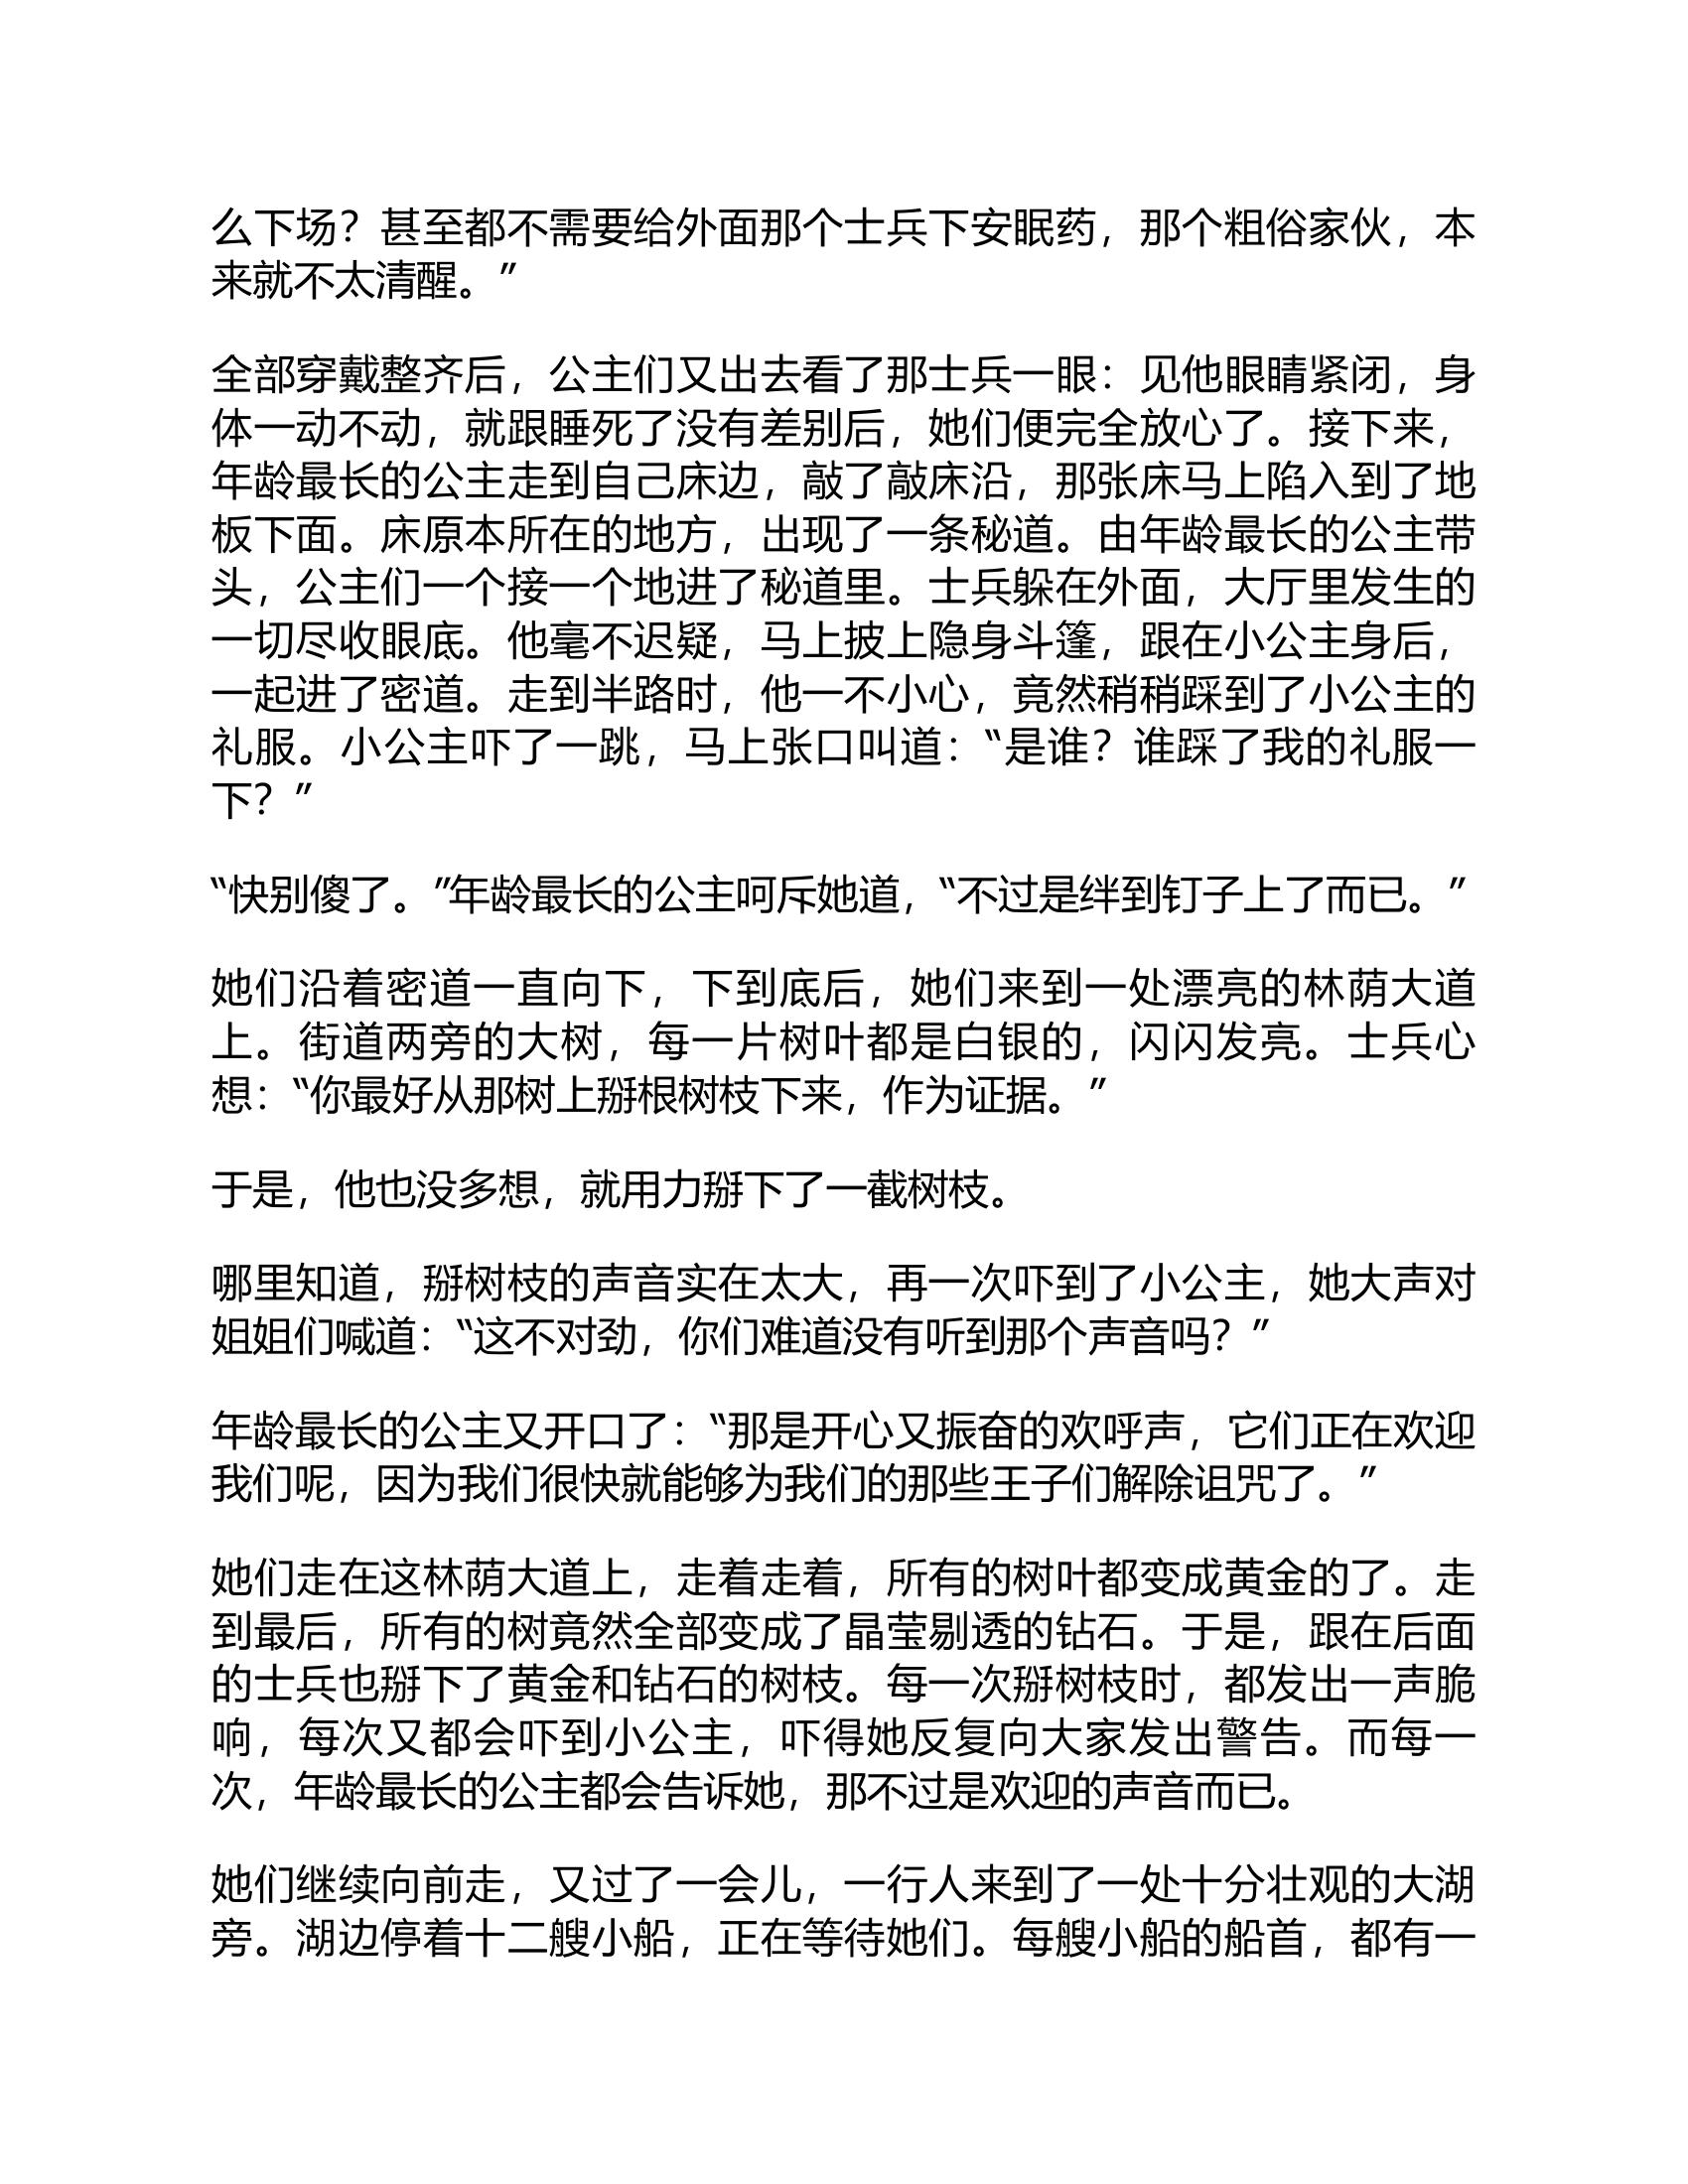 么下场？甚至都不需要给外面那个士兵下安眠药，那个粗俗家伙，本
来就不太清醒。”
全部穿戴整齐后，公主们又出去看了那士兵一眼：见他眼睛紧闭，身
体一动不动，就跟睡死了没有差别后，她们便完全放心了。接下来，
年龄最长的公主走到自己床边，敲了敲床沿，那张床马上陷入到了地
板下面。床原本所在的地方，出现了一条秘道。由年龄最长的公主带
头，公主们一个接一个地进了秘道里。士兵躲在外面，大厅里发生的
一切尽收眼底。他毫不迟疑，马上披上隐身斗篷，跟在小公主身后，
一起进了密道。走到半路时，他一不小心，竟然稍稍踩到了小公主的
礼服。小公主吓了一跳，马上张口叫道：“是谁？谁踩了我的礼服一
下？”
“快别傻了。”年龄最长的公主呵斥她道，“不过是绊到钉子上了而已。”
她们沿着密道一直向下，下到底后，她们来到一处漂亮的林荫大道
上。街道两旁的大树，每一片树叶都是白银的，闪闪发亮。士兵心
想：“你最好从那树上掰根树枝下来，作为证据。”
于是，他也没多想，就用力掰下了一截树枝。
哪里知道，掰树枝的声音实在太大，再一次吓到了小公主，她大声对
姐姐们喊道：“这不对劲，你们难道没有听到那个声音吗？”
年龄最长的公主又开口了：“那是开心又振奋的欢呼声，它们正在欢迎
我们呢，因为我们很快就能够为我们的那些王子们解除诅咒了。”
她们走在这林荫大道上，走着走着，所有的树叶都变成黄金的了。走
到最后，所有的树竟然全部变成了晶莹剔透的钻石。于是，跟在后面
的士兵也掰下了黄金和钻石的树枝。每一次掰树枝时，都发出一声脆
响，每次又都会吓到小公主，吓得她反复向大家发出警告。而每一
次，年龄最长的公主都会告诉她，那不过是欢迎的声音而已。
她们继续向前走，又过了一会儿，一行人来到了一处十分壮观的大湖
旁。湖边停着十二艘小船，正在等待她们。每艘小船的船首，都有一